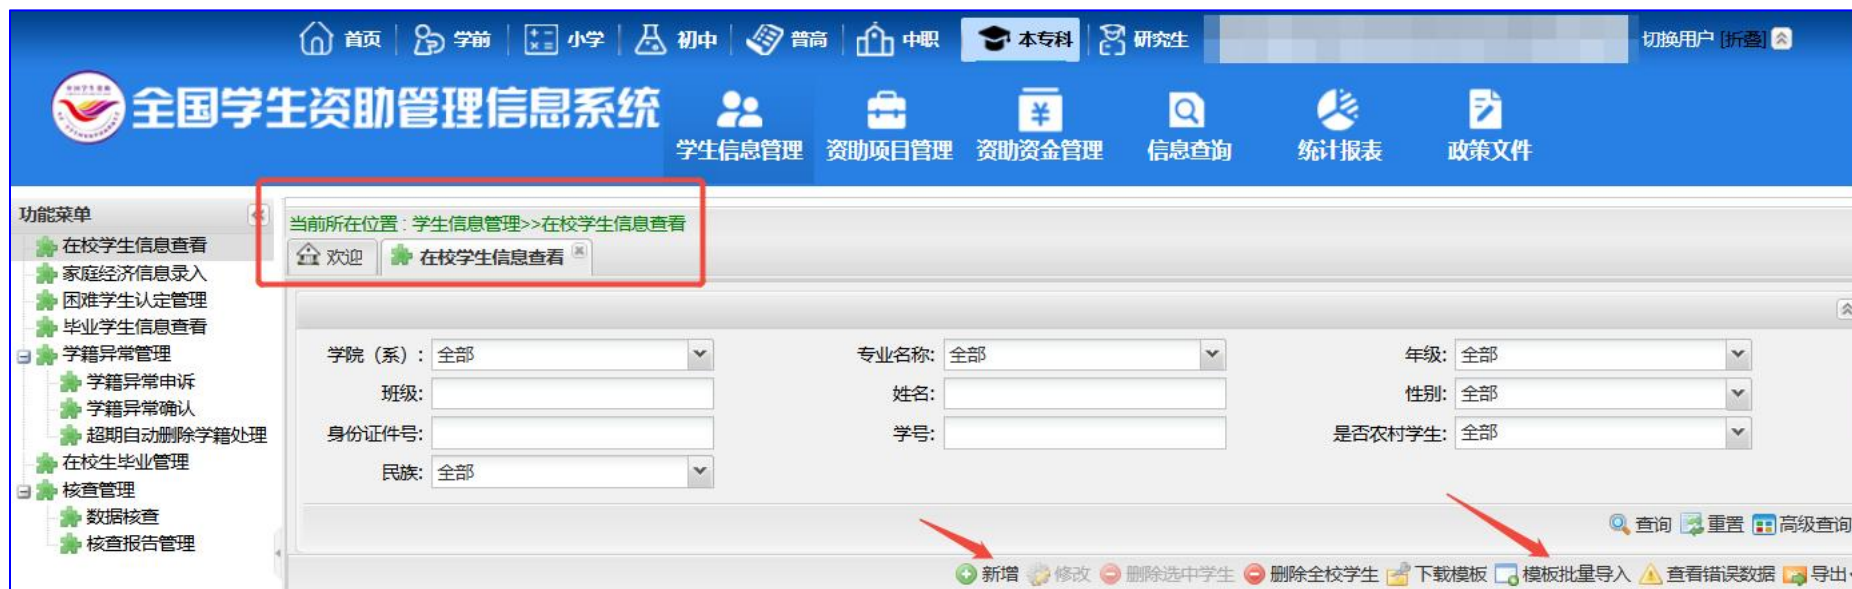 首页 学前 小学 初中 普高 中职 本专科 研究生 切换用户 [折叠]
全国学生资助管理信息系统
学生信息管理 资助项目管理 资助资金管理 信息查询 统计报表 政策文件
功能菜单
在校学生信息查看
家庭经济信息录入
困难学生认定管理
毕业学生信息查看
学籍异常管理
学籍异常申诉
学籍异常确认
超期自动删除学籍处理
在校生毕业管理
核查管理
数据核查
核查报告管理
当前所在位置 : 学生信息管理>>在校学生信息查看
欢迎 在校学生信息查看
学院（系）: 全部 专业名称: 全部 年级: 全部
班级: 姓名: 性别: 全部
身份证件号: 学号: 是否农村学生: 全部
民族: 全部
查询 重置 高级查询
新增 修改 删除选中学生 删除全校学生 下载模板 模板批量导入 查看错误数据 导出